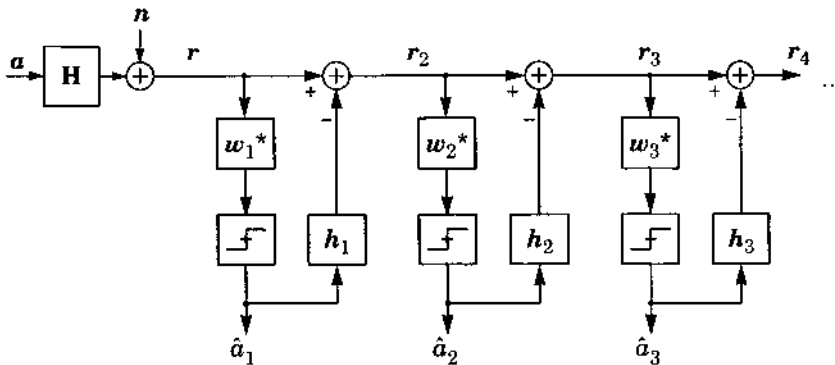 n
a H + r + - r₂ + - r₃ + - r₄ ..
w₁* w₂* w₃*
h₁ h₂ h₃
â₁ â₂ â₃